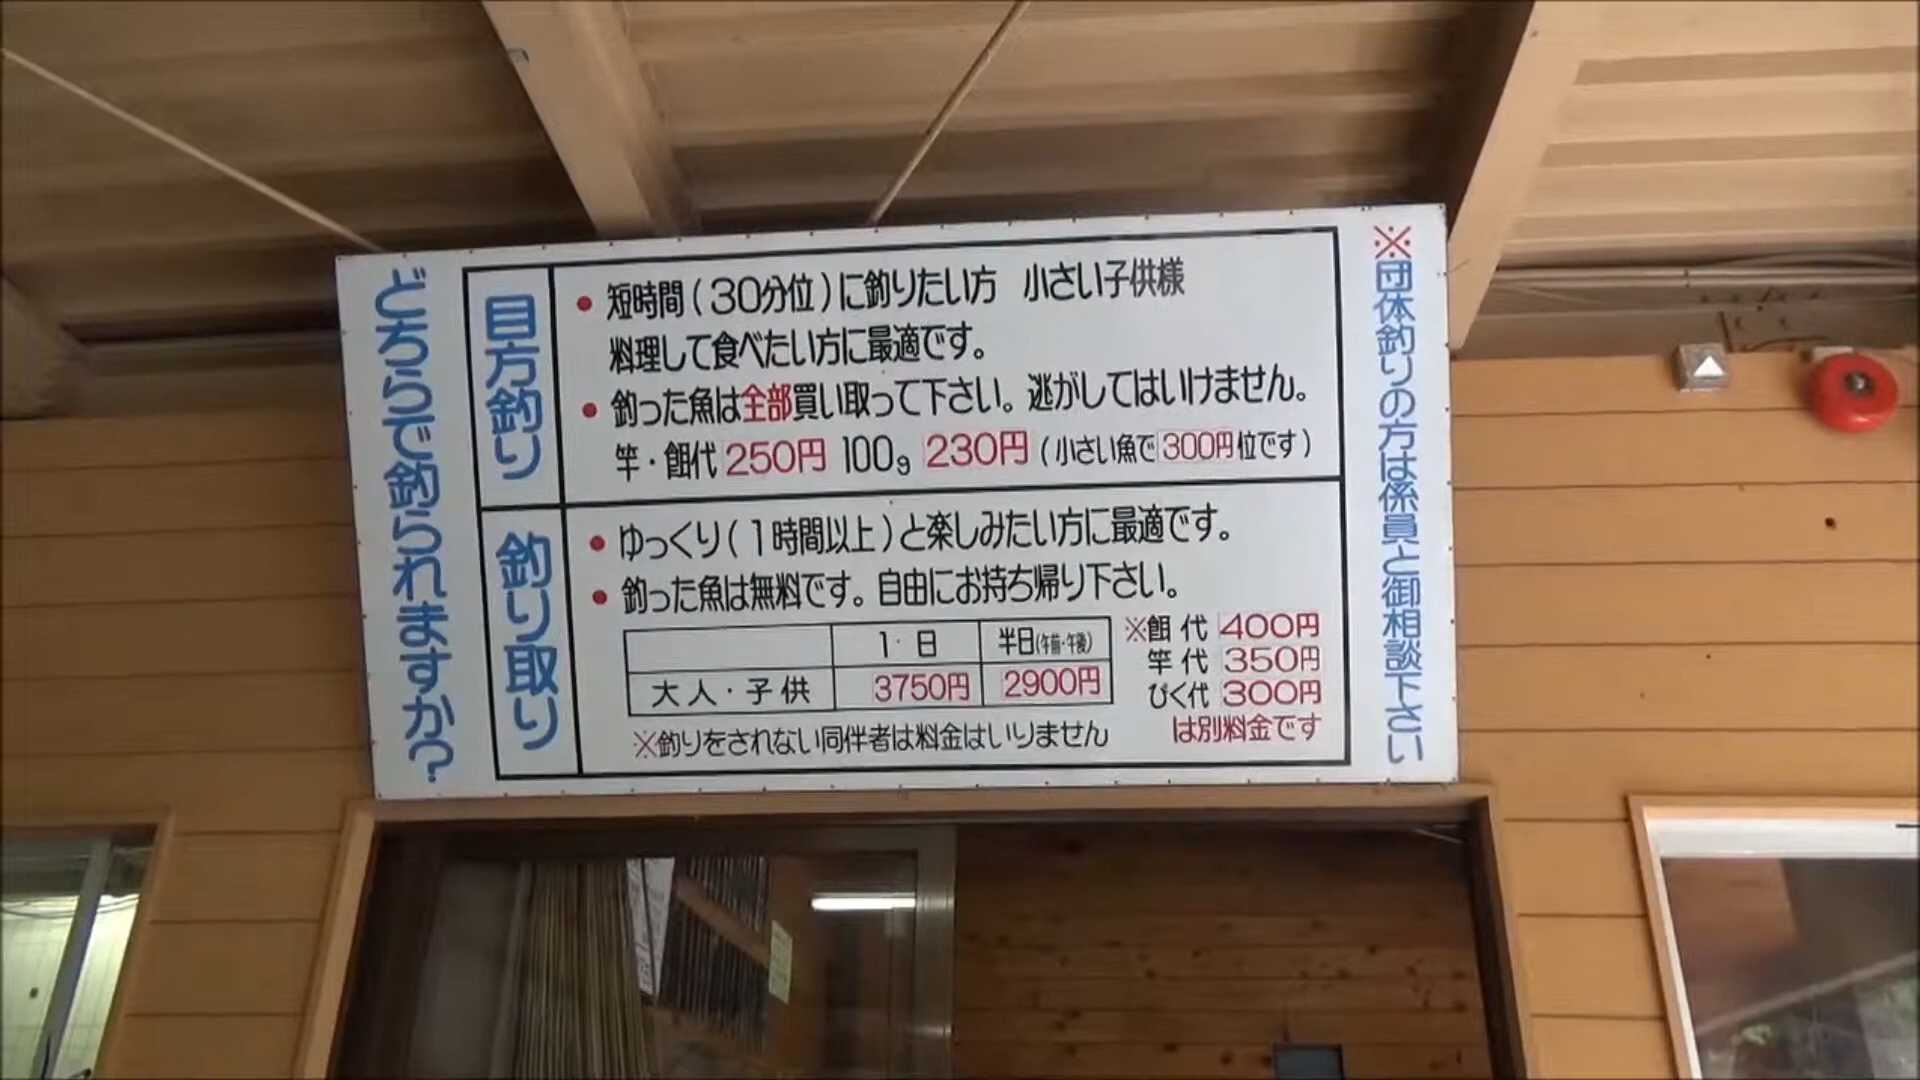 どちらで釣られますか?
目方釣り
● 短時間(30分位)に釣りたい方 小さい子供様
料理して食べたい方に最適です。
● 釣った魚は全部買い取って下さい。逃がしてはいけません。
竿・餌代 250円 100g 230円 (小さい魚で300円位です)
釣り取り
● ゆっくり(1時間以上)と楽しみたい方に最適です。
● 釣った魚は無料です。自由にお持ち帰り下さい。
1日 半日(午前・午後)
大人・子供 3750円 2900円
※釣りをされない同伴者は料金はいりません
※餌代 400円
竿代 350円
びく代 300円
は別料金です
※団体釣りの方は係員と御相談下さい